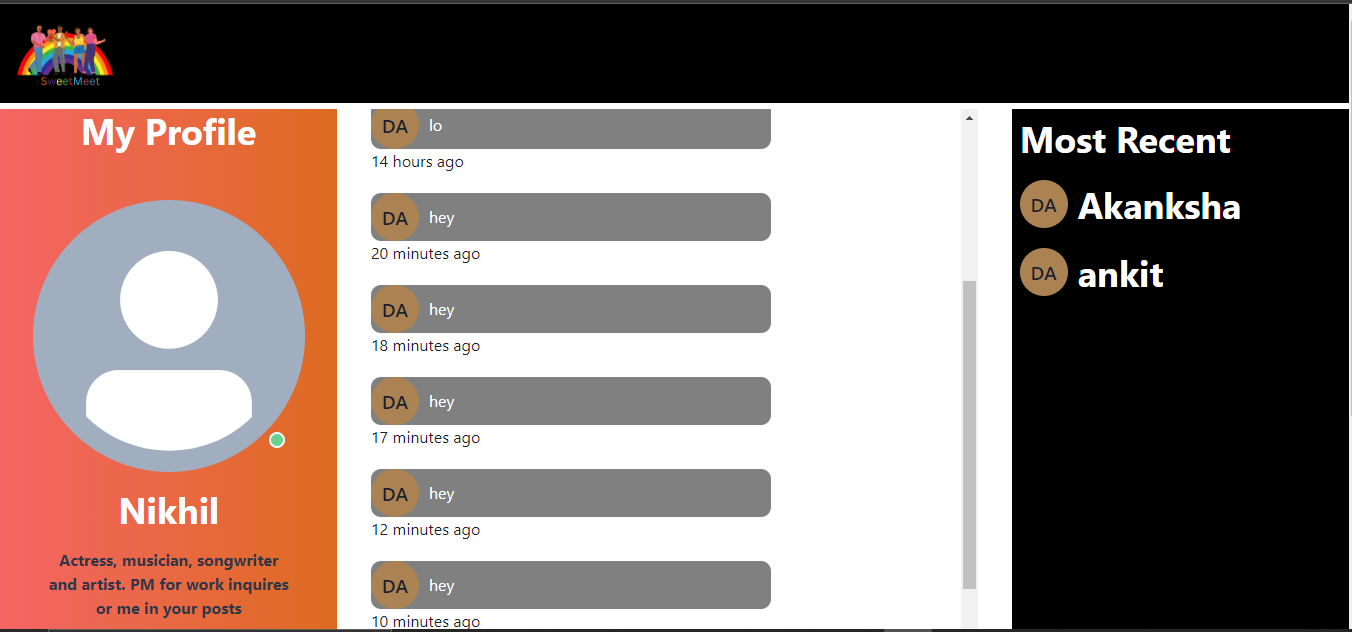 SweetMeet
My Profile
Nikhil
Actress, musician, songwriter
and artist. PM for work inquires
or me in your posts
DA lo
14 hours ago
DA hey
20 minutes ago
DA hey
18 minutes ago
DA hey
17 minutes ago
DA hey
12 minutes ago
DA hey
10 minutes ago
Most Recent
DA Akanksha
DA ankit